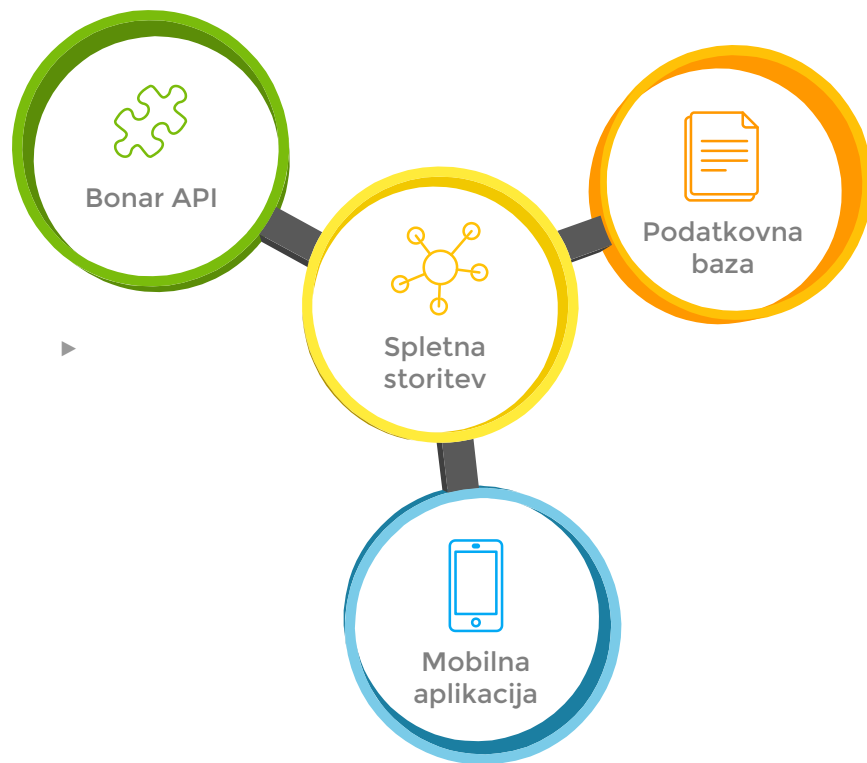 Bonar API
Podatkovna
baza
Spletna
storitev
Mobilna
aplikacija